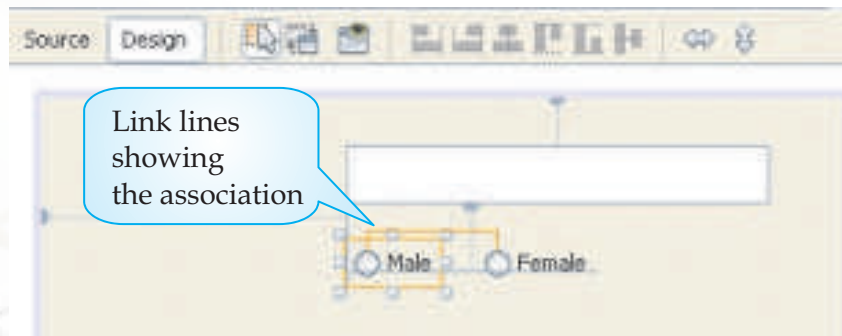 Source Design
Link lines
showing
the association
Male Female